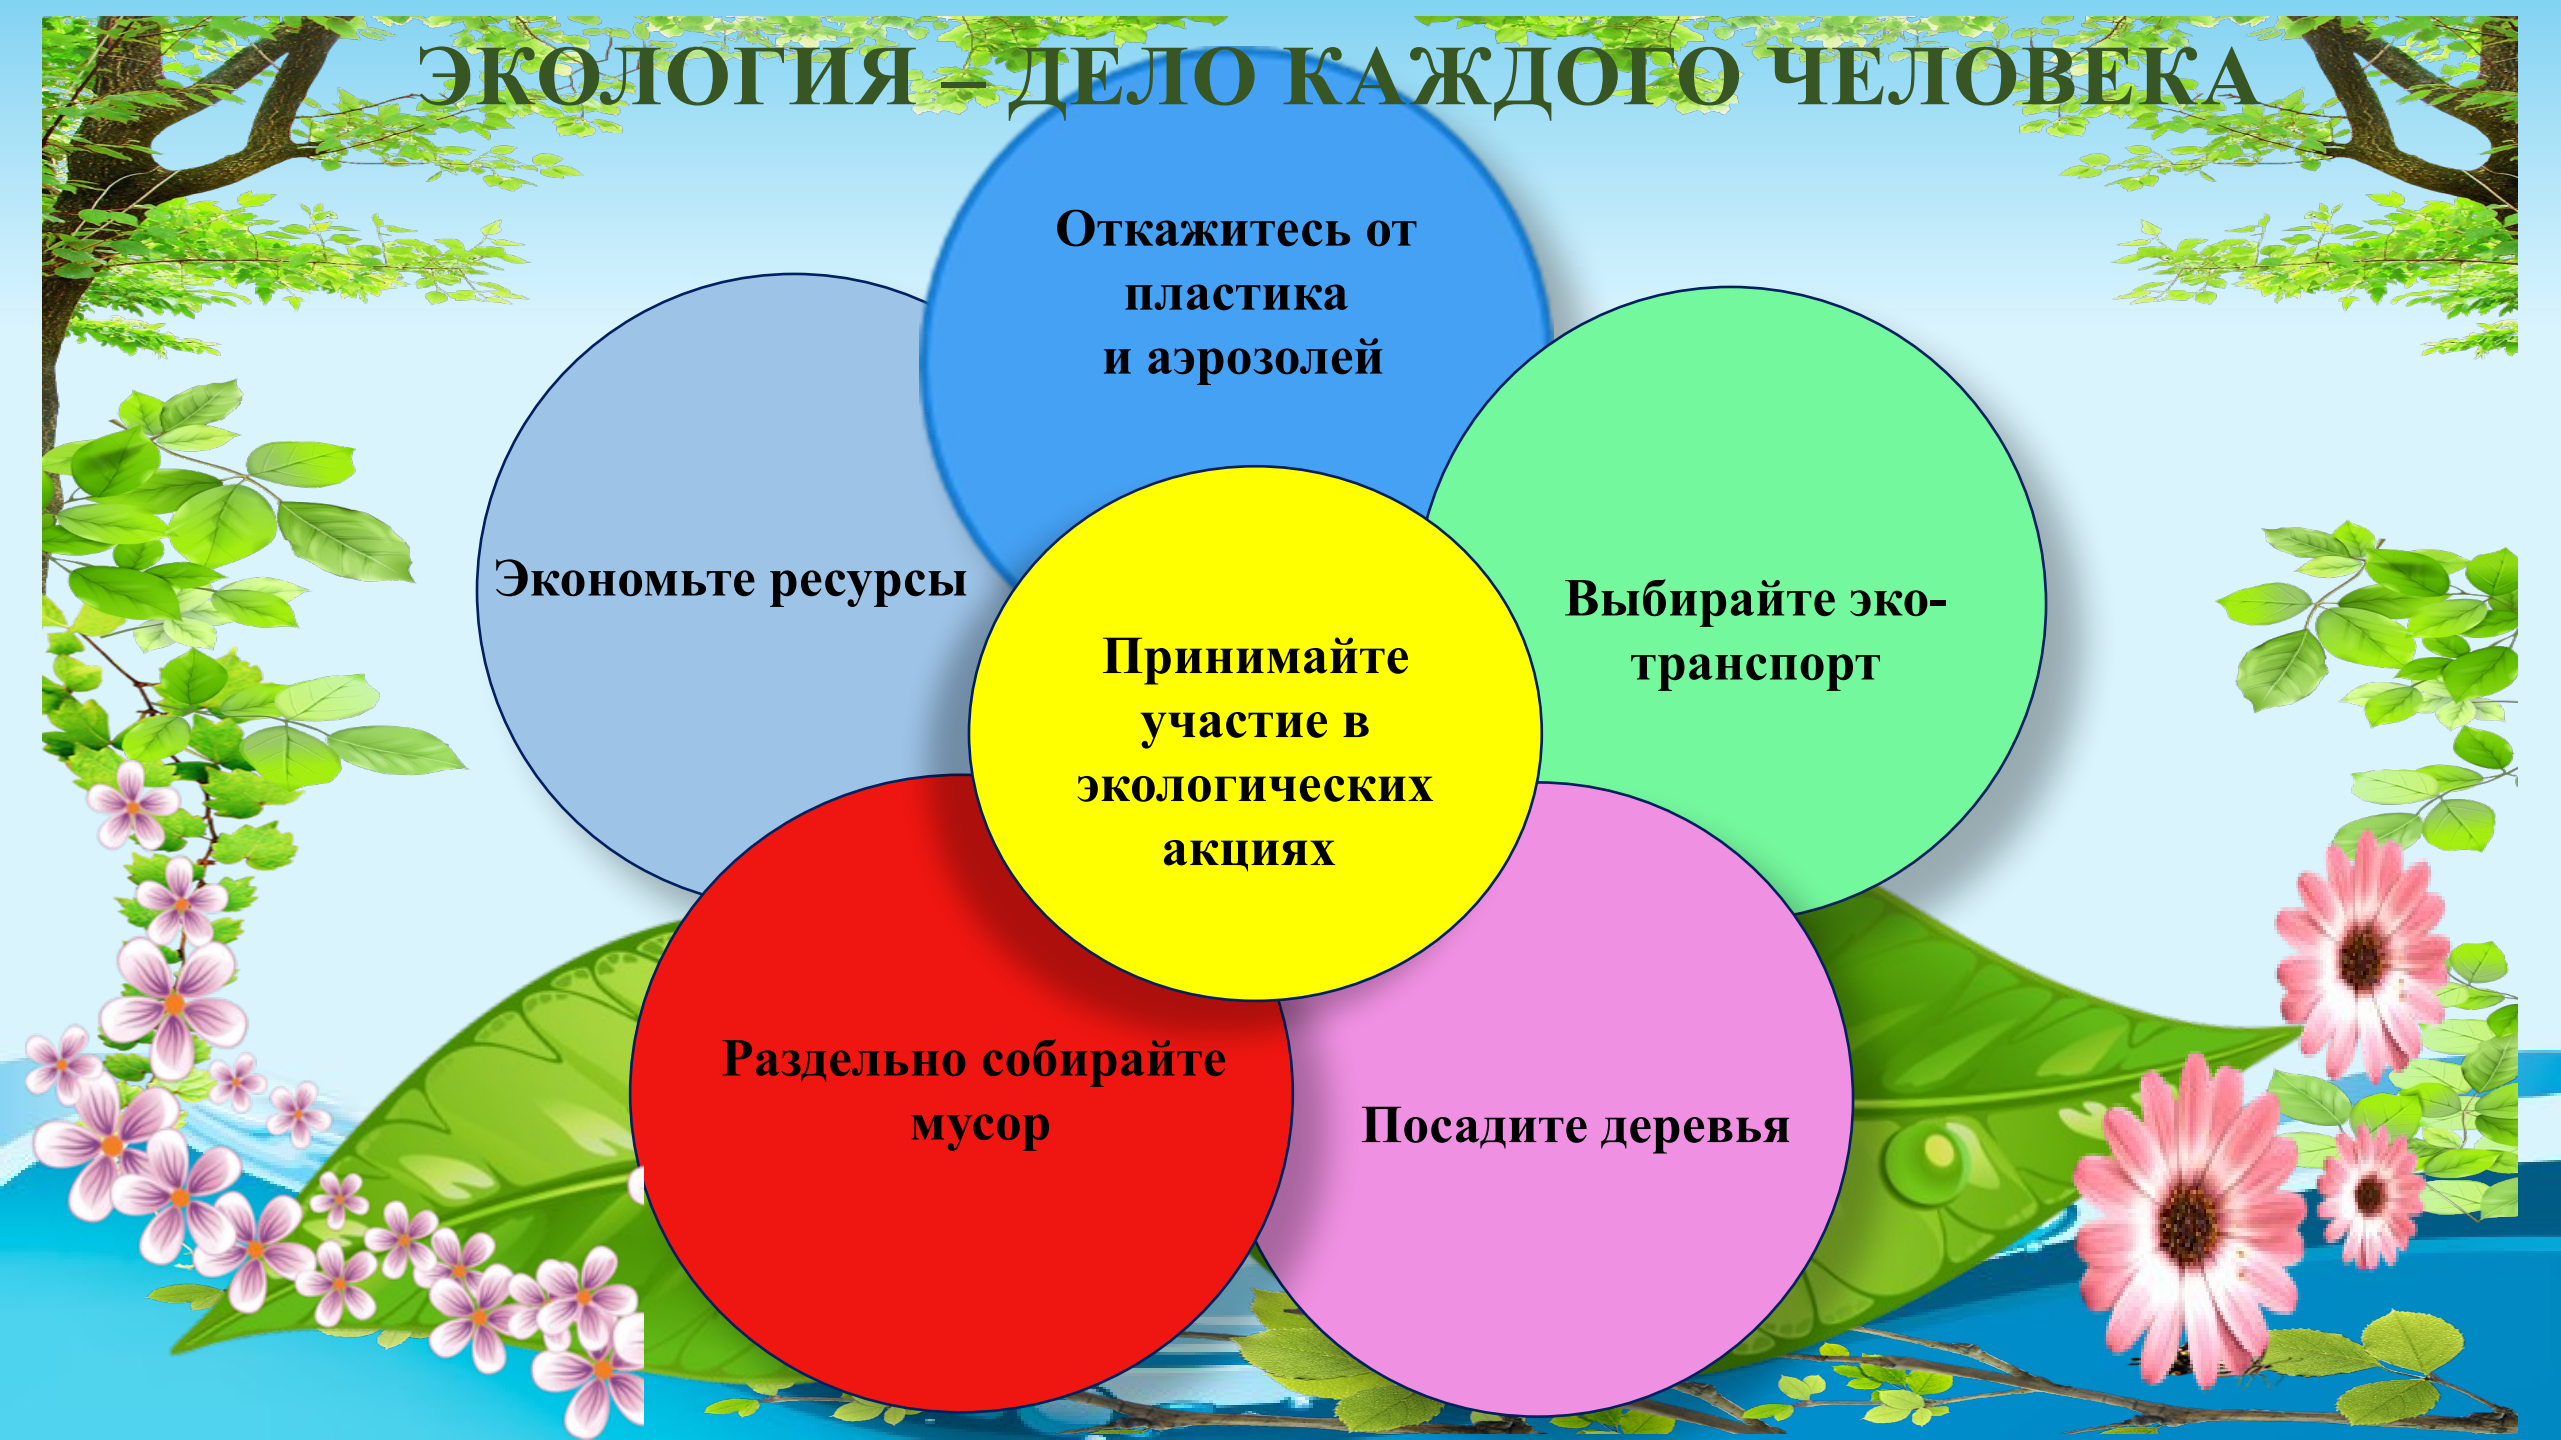 ЭКОЛОГИЯ – ДЕЛО КАЖДОГО ЧЕЛОВЕКА
Откажитесь от
пластика
и аэрозолей
Экономьте ресурсы
Выбирайте эко-
транспорт
Принимайте
участие в
экологических
акциях
Раздельно собирайте
мусор
Посадите деревья